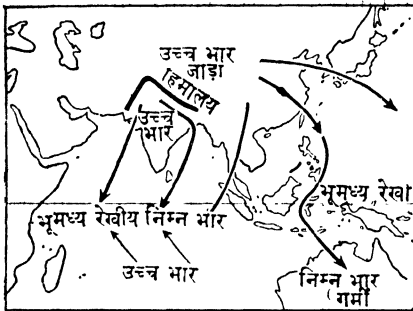 उच्च भार
जाड़ा
हिमालय
उच्च
भार
भूमध्य रेखा
भूमध्य रेखीय निम्न भार
उच्च भार
निम्न भार
गर्मी